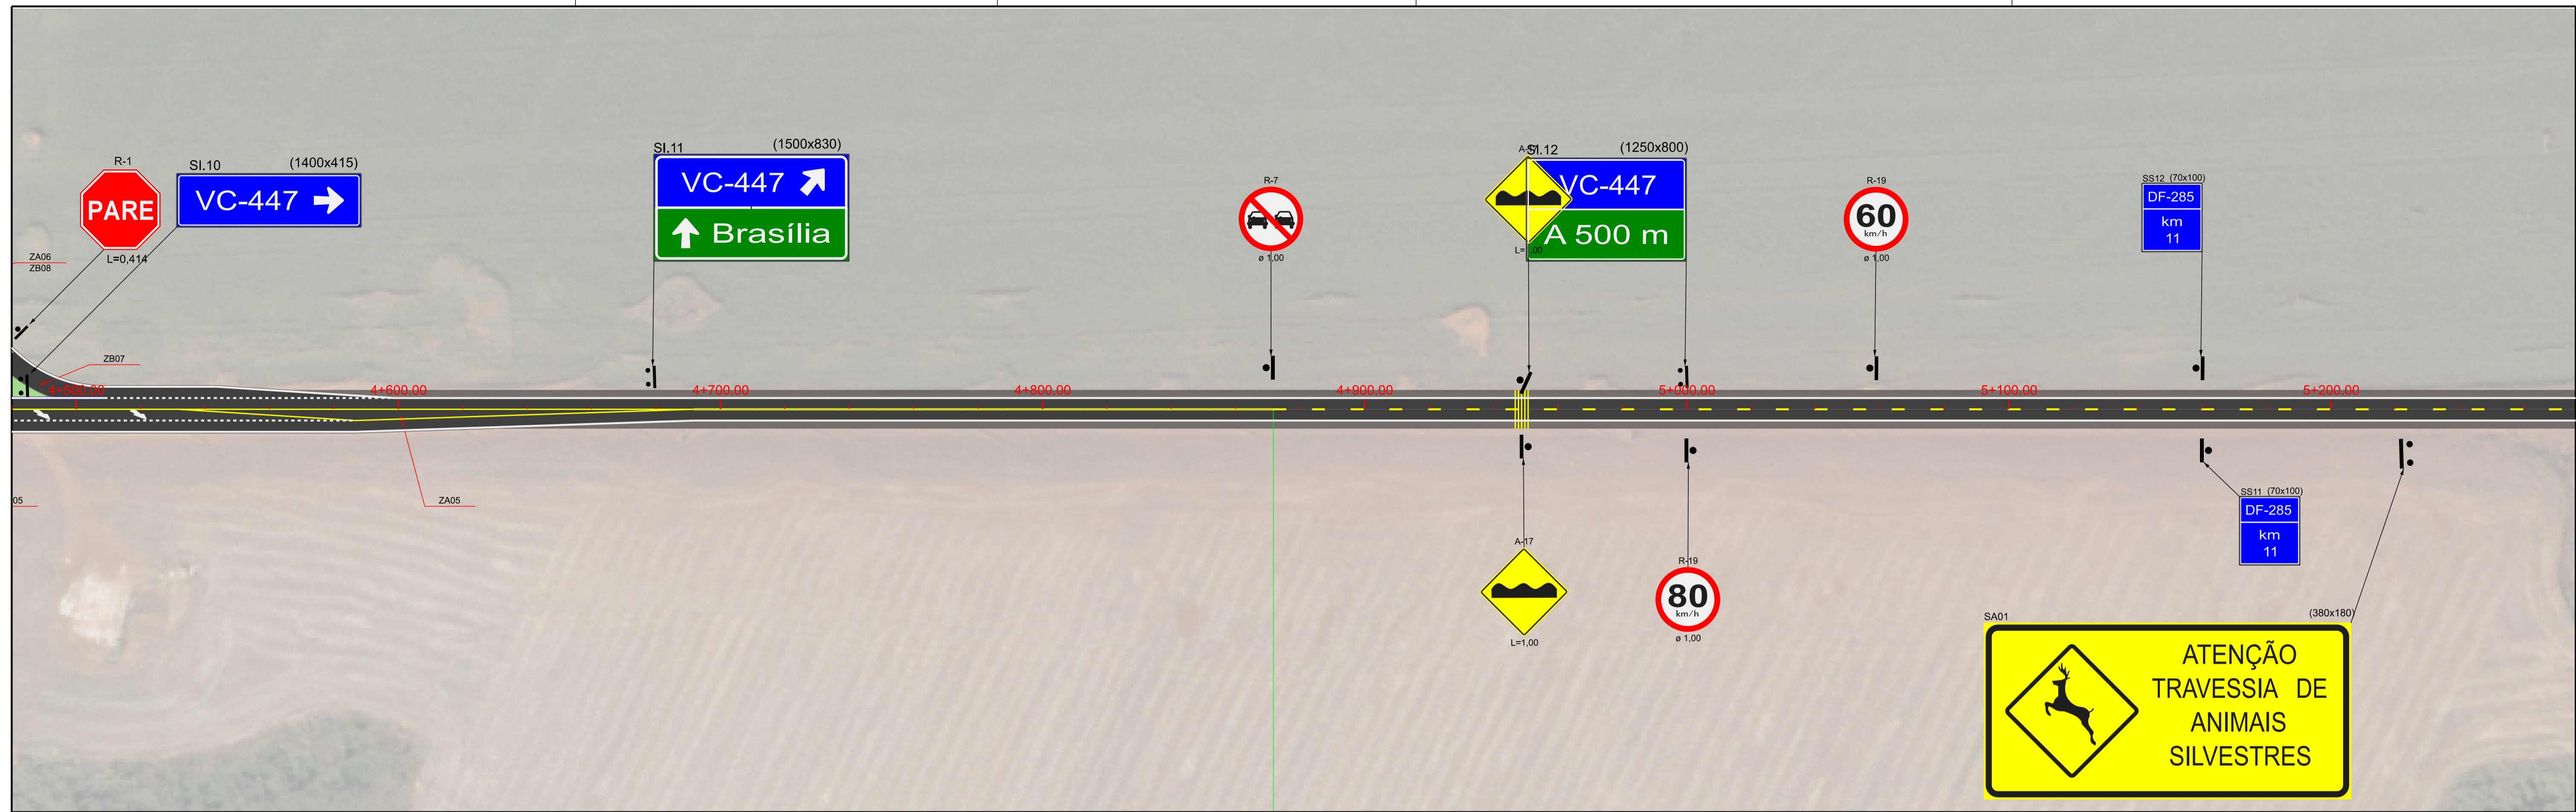 R-1
PARE
L=0,414
SI.10 (1400x415)
VC-447
SI.11 (1500x830)
VC-447
Brasília
R-7
ø 1,00
SI.12 (1250x800)
VC-447
A 500 m
R-19
60
km/h
ø 1,00
SS12 (70x100)
DF-285
km
11
ZA06
ZB08
ZB07
4+600.00
4+700.00
4+800.00
4+900.00
5+000.00
5+100.00
5+200.00
05
ZA05
A-17
L=1,00
R-19
80
km/h
ø 1,00
SS11 (70x100)
DF-285
km
11
SA01 (380x180)
ATENÇÃO
TRAVESSIA DE
ANIMAIS
SILVESTRES